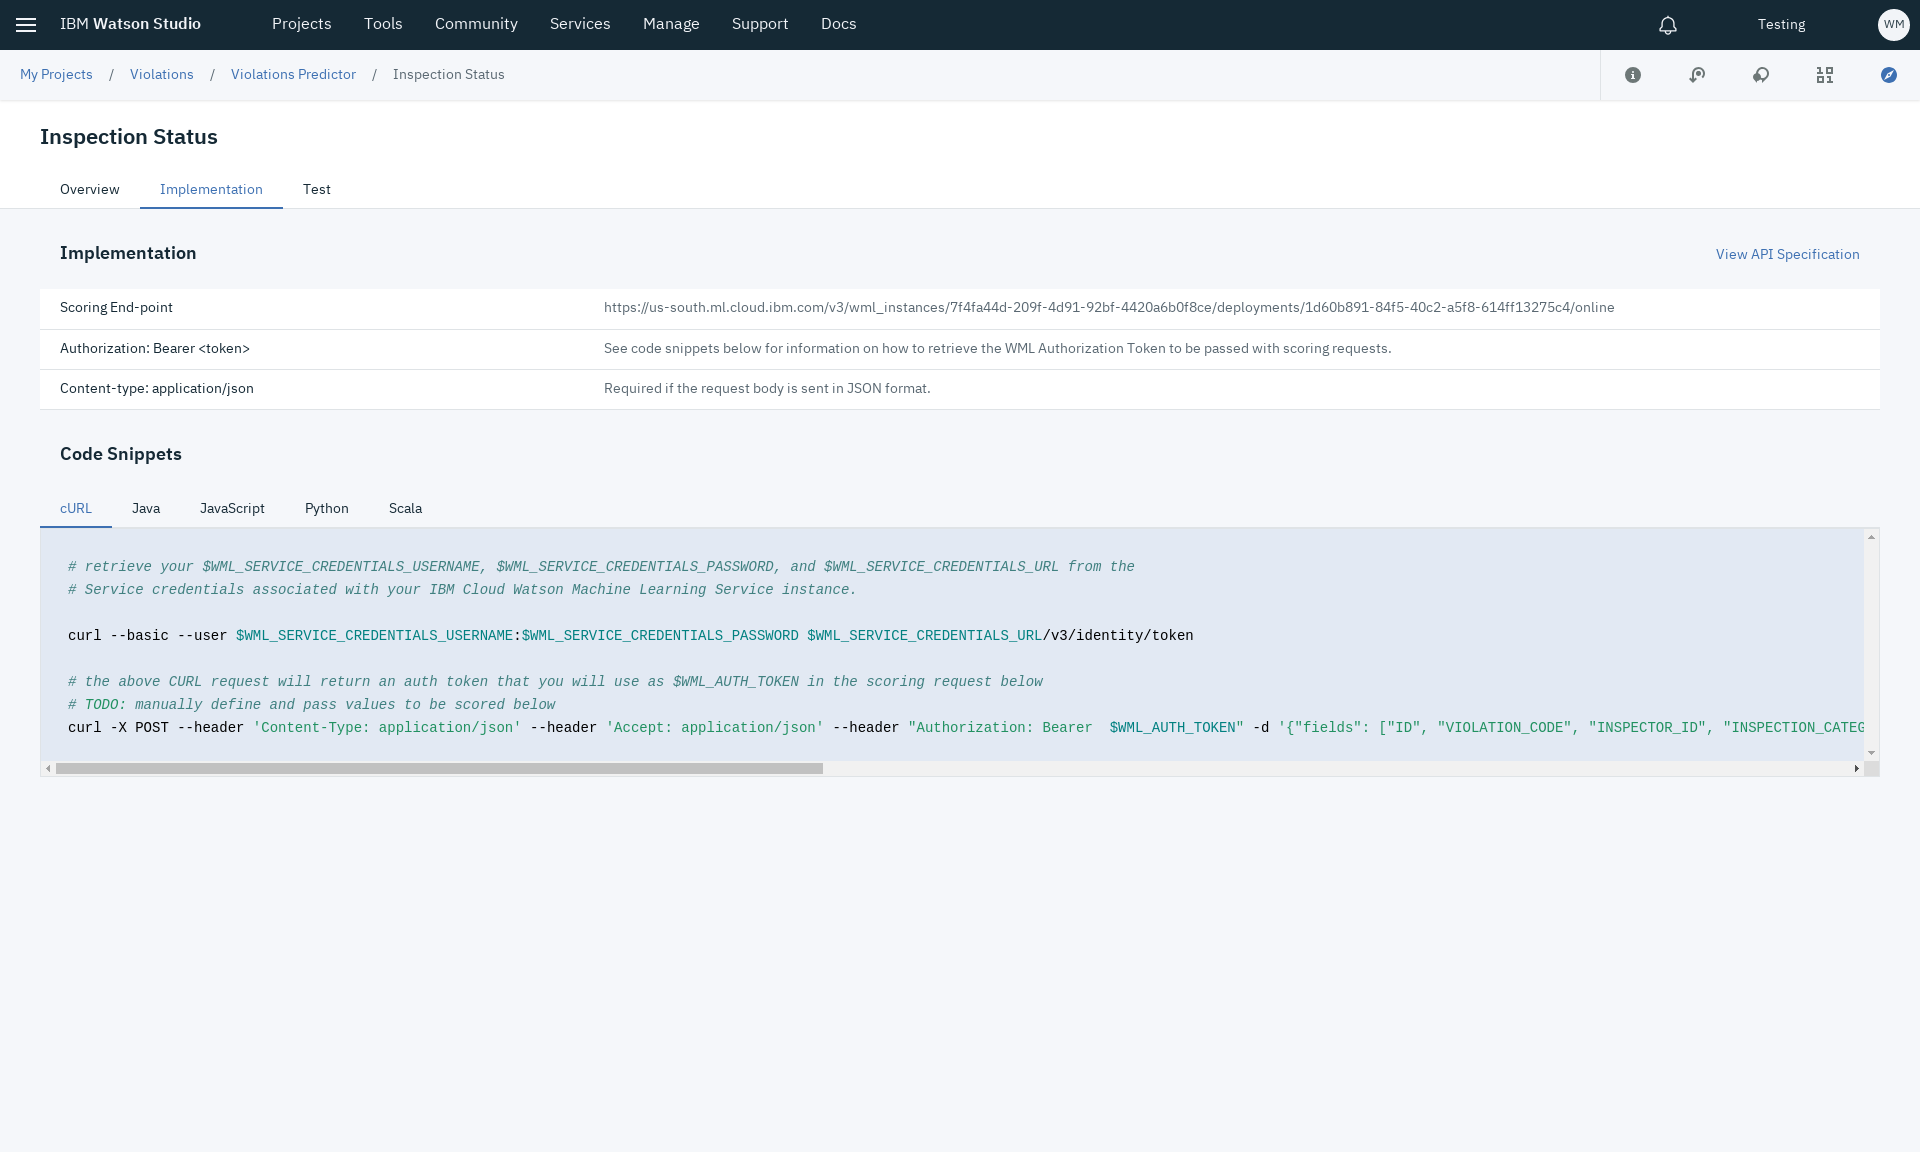 IBM Watson Studio Projects Tools Community Services Manage Support Docs Testing WM
My Projects / Violations / Violations Predictor / Inspection Status
Inspection Status
Overview Implementation Test
Implementation View API Specification
Scoring End-point https://us-south.ml.cloud.ibm.com/v3/wml_instances/7f4fa44d-209f-4d91-92bf-4420a6b0f8ce/deployments/1d60b891-84f5-40c2-a5f8-614ff13275c4/online
Authorization: Bearer <token> See code snippets below for information on how to retrieve the WML Authorization Token to be passed with scoring requests.
Content-type: application/json Required if the request body is sent in JSON format.
Code Snippets
cURL Java JavaScript Python Scala
# retrieve your $WML_SERVICE_CREDENTIALS_USERNAME, $WML_SERVICE_CREDENTIALS_PASSWORD, and $WML_SERVICE_CREDENTIALS_URL from the
# Service credentials associated with your IBM Cloud Watson Machine Learning Service instance.
curl --basic --user $WML_SERVICE_CREDENTIALS_USERNAME:$WML_SERVICE_CREDENTIALS_PASSWORD $WML_SERVICE_CREDENTIALS_URL/v3/identity/token
# the above CURL request will return an auth token that you will use as $WML_AUTH_TOKEN in the scoring request below
# TODO: manually define and pass values to be scored below
curl -X POST --header 'Content-Type: application/json' --header 'Accept: application/json' --header "Authorization: Bearer  $WML_AUTH_TOKEN" -d '{"fields": ["ID", "VIOLATION_CODE", "INSPECTOR_ID", "INSPECTION_CATEG